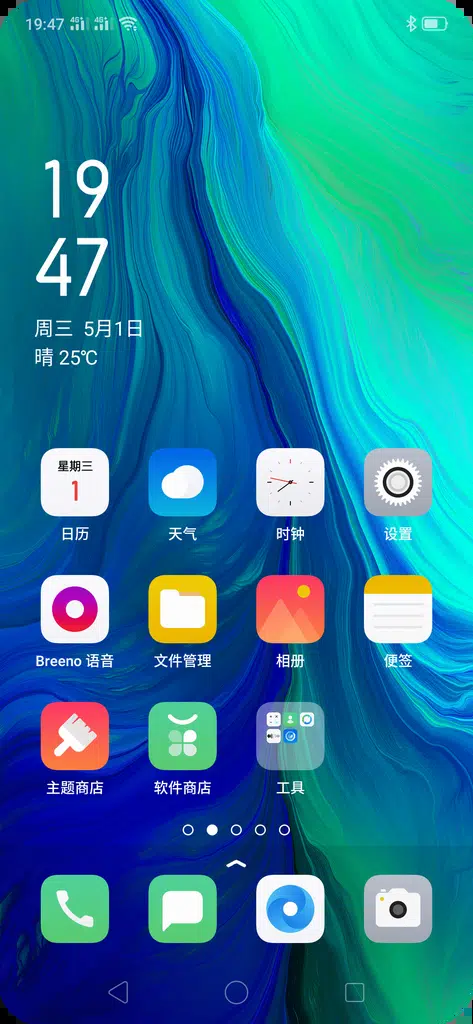 19:47 4G+ 4G+
19
47
周三 5月1日
晴 25℃
星期三
1
日历 天气 时钟 设置
Breeno 语音 文件管理 相册 便签
主题商店 软件商店 工具